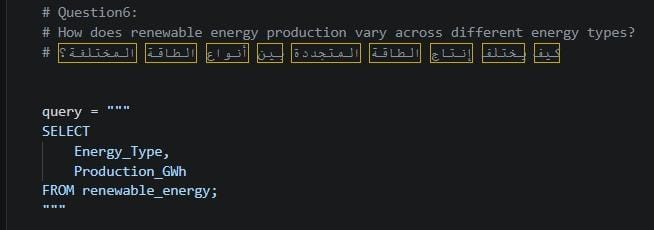 # Question6:
# How does renewable energy production vary across different energy types?
# كيف يختلف إنتاج الطاقة المتجددة بين أنواع الطاقة المختلفة؟
query = """
SELECT
    Energy_Type,
    Production_GWh
FROM renewable_energy;
"""